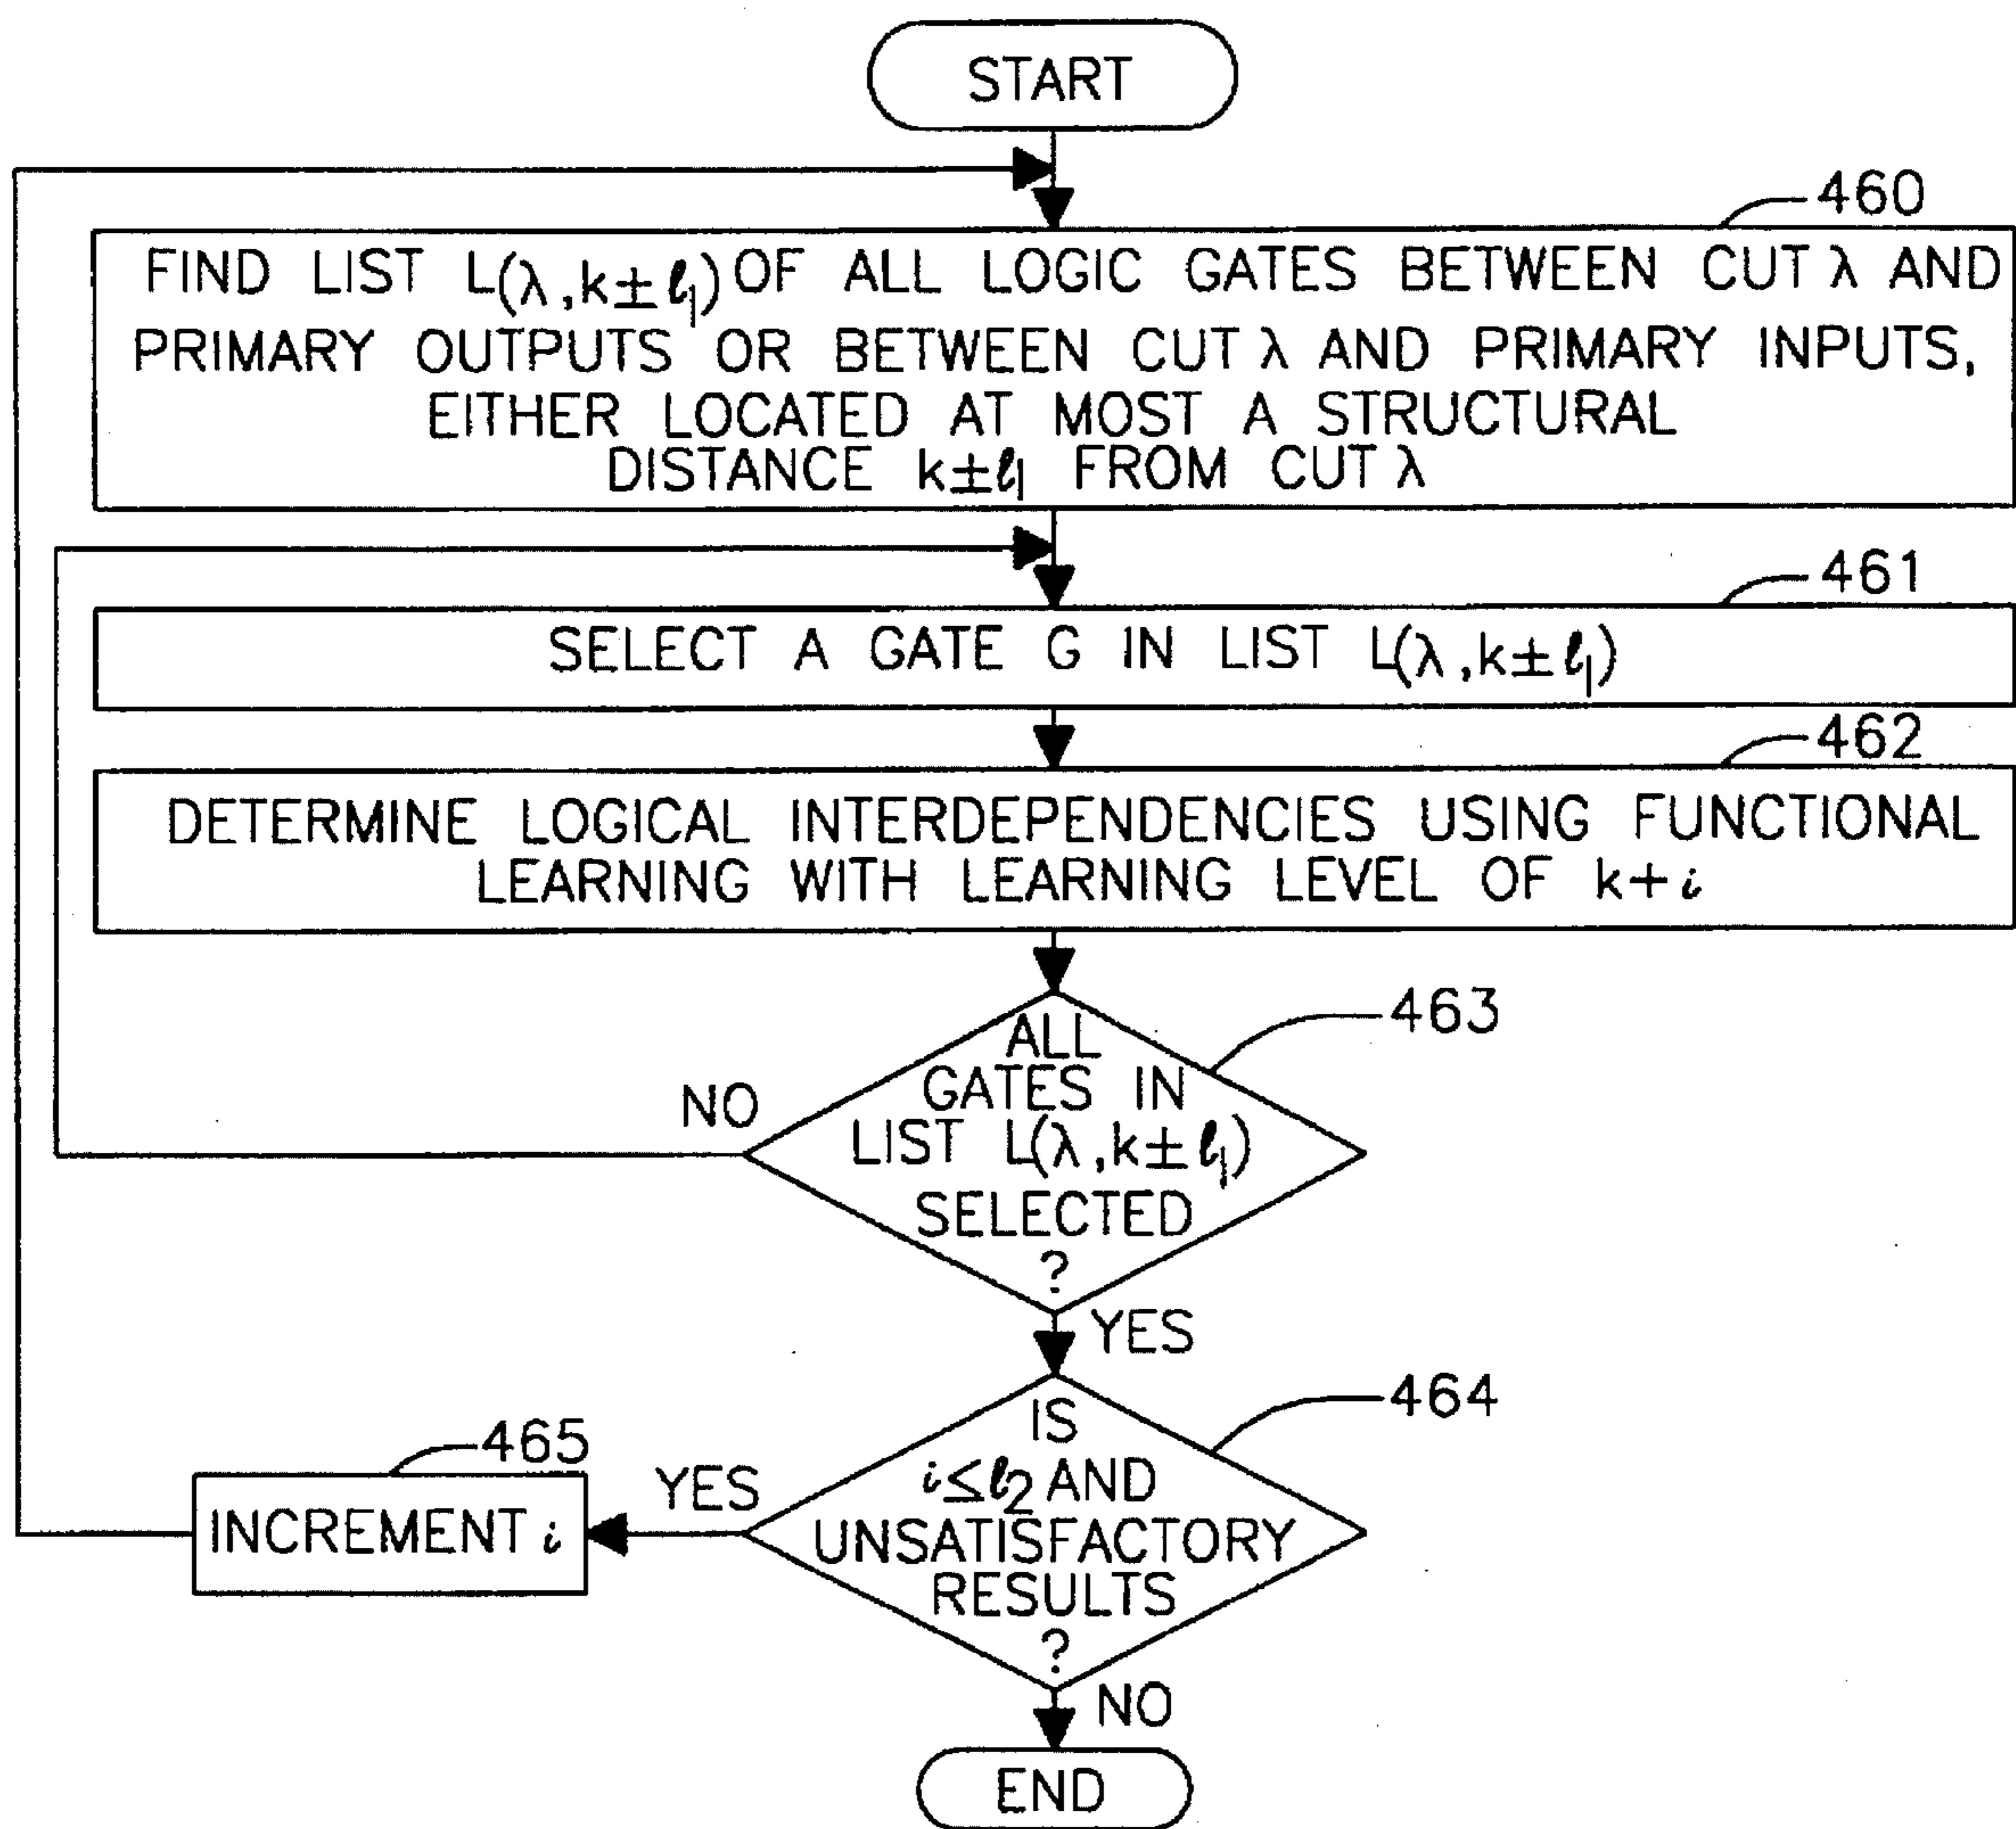 START
460
FIND LIST L(λ,k±ℓ₁) OF ALL LOGIC GATES BETWEEN CUT λ AND
PRIMARY OUTPUTS OR BETWEEN CUT λ AND PRIMARY INPUTS,
EITHER LOCATED AT MOST A STRUCTURAL
DISTANCE k±ℓ₁ FROM CUT λ
461
SELECT A GATE G IN LIST L(λ,k±ℓ₁)
462
DETERMINE LOGICAL INTERDEPENDENCIES USING FUNCTIONAL
LEARNING WITH LEARNING LEVEL OF k+i
463
ALL
GATES IN
LIST L(λ,k±ℓ₁)
SELECTED
?
NO
YES
464
IS
i≤ℓ₂ AND
UNSATISFACTORY
RESULTS
?
YES
465
INCREMENT i
NO
END